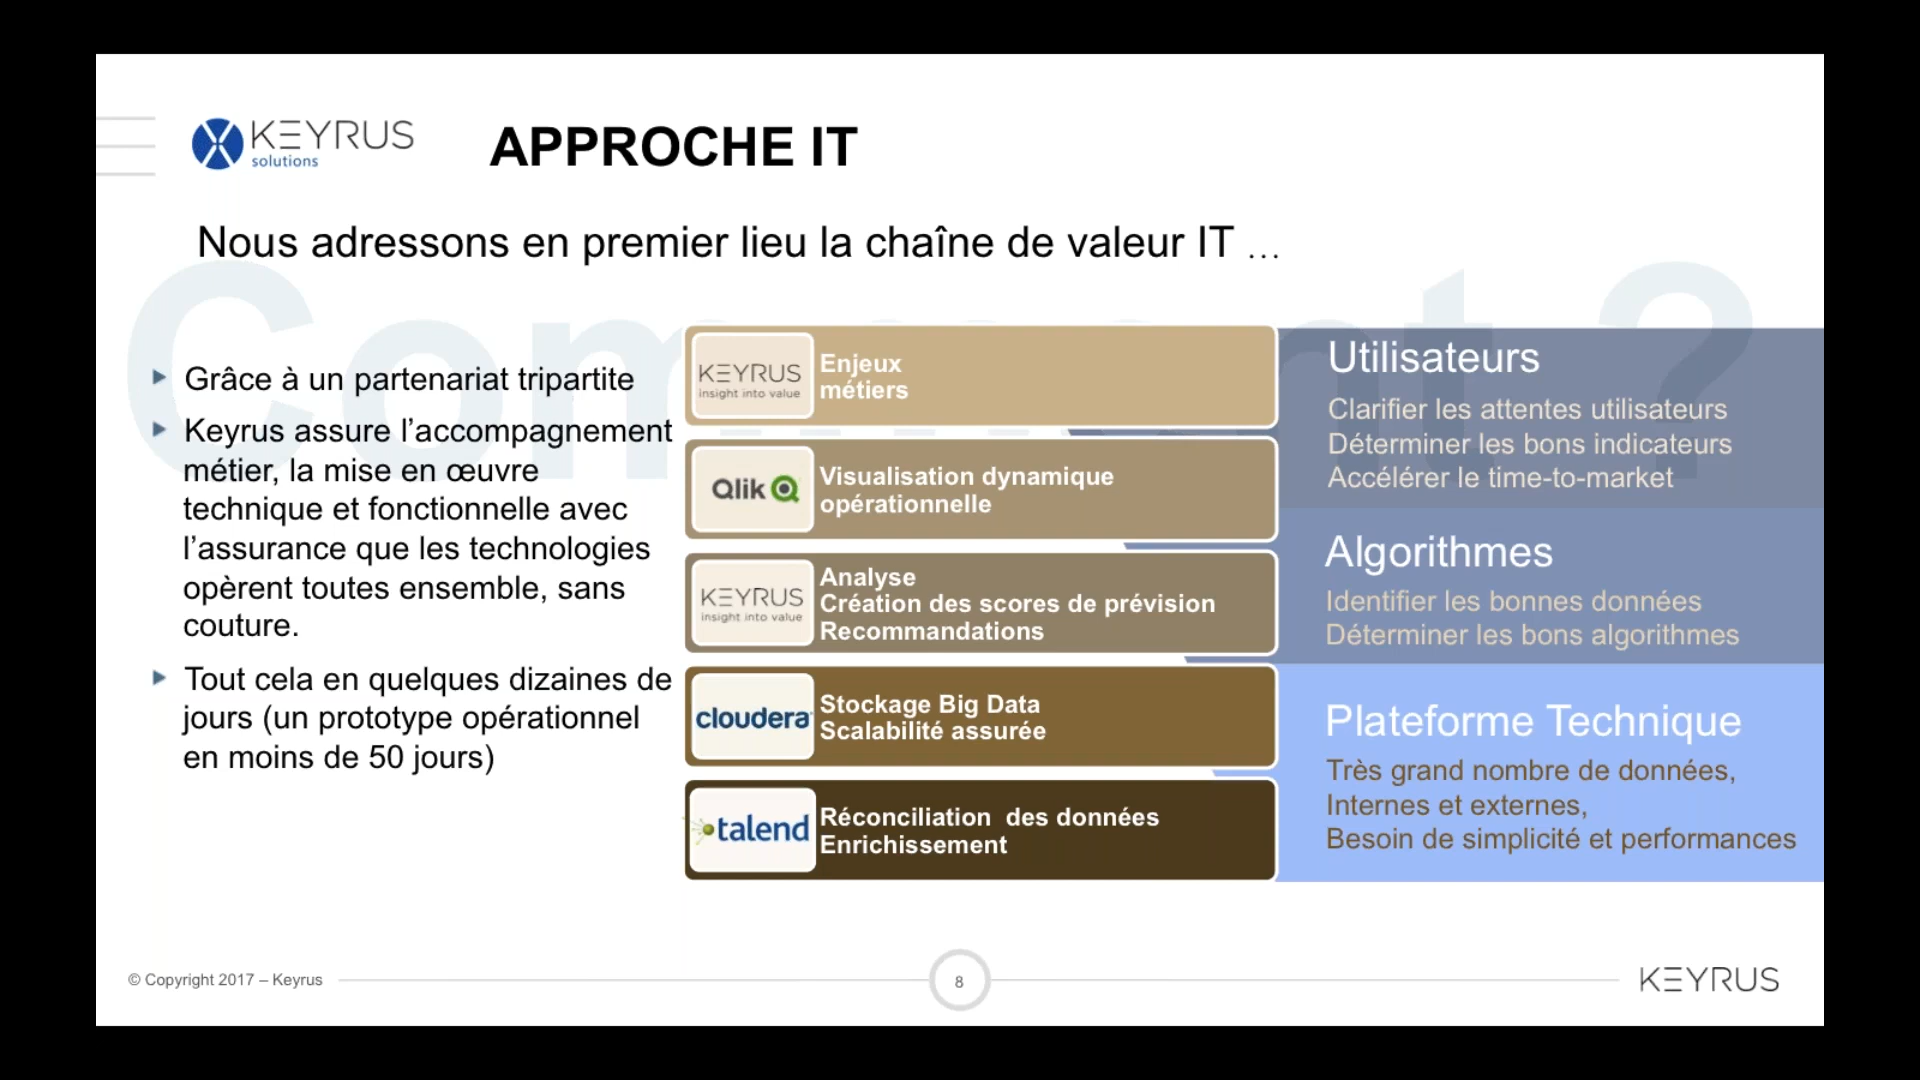 KEYRUS
solutions
APPROCHE IT
Nous adressons en premier lieu la chaîne de valeur IT ...
Comment ?
Grâce à un partenariat tripartite
Keyrus assure l’accompagnement
métier, la mise en œuvre
technique et fonctionnelle avec
l’assurance que les technologies
opèrent toutes ensemble, sans
couture.
Tout cela en quelques dizaines de
jours (un prototype opérationnel
en moins de 50 jours)
KEYRUS
insight into value
Enjeux
métiers
Qlik
Visualisation dynamique
opérationnelle
KEYRUS
insight into value
Analyse
Création des scores de prévision
Recommandations
cloudera
Stockage Big Data
Scalabilité assurée
talend
Réconciliation  des données
Enrichissement
Utilisateurs
Clarifier les attentes utilisateurs
Déterminer les bons indicateurs
Accélérer le time-to-market
Algorithmes
Identifier les bonnes données
Déterminer les bons algorithmes
Plateforme Technique
Très grand nombre de données,
Internes et externes,
Besoin de simplicité et performances
© Copyright 2017 – Keyrus
8
KEYRUS